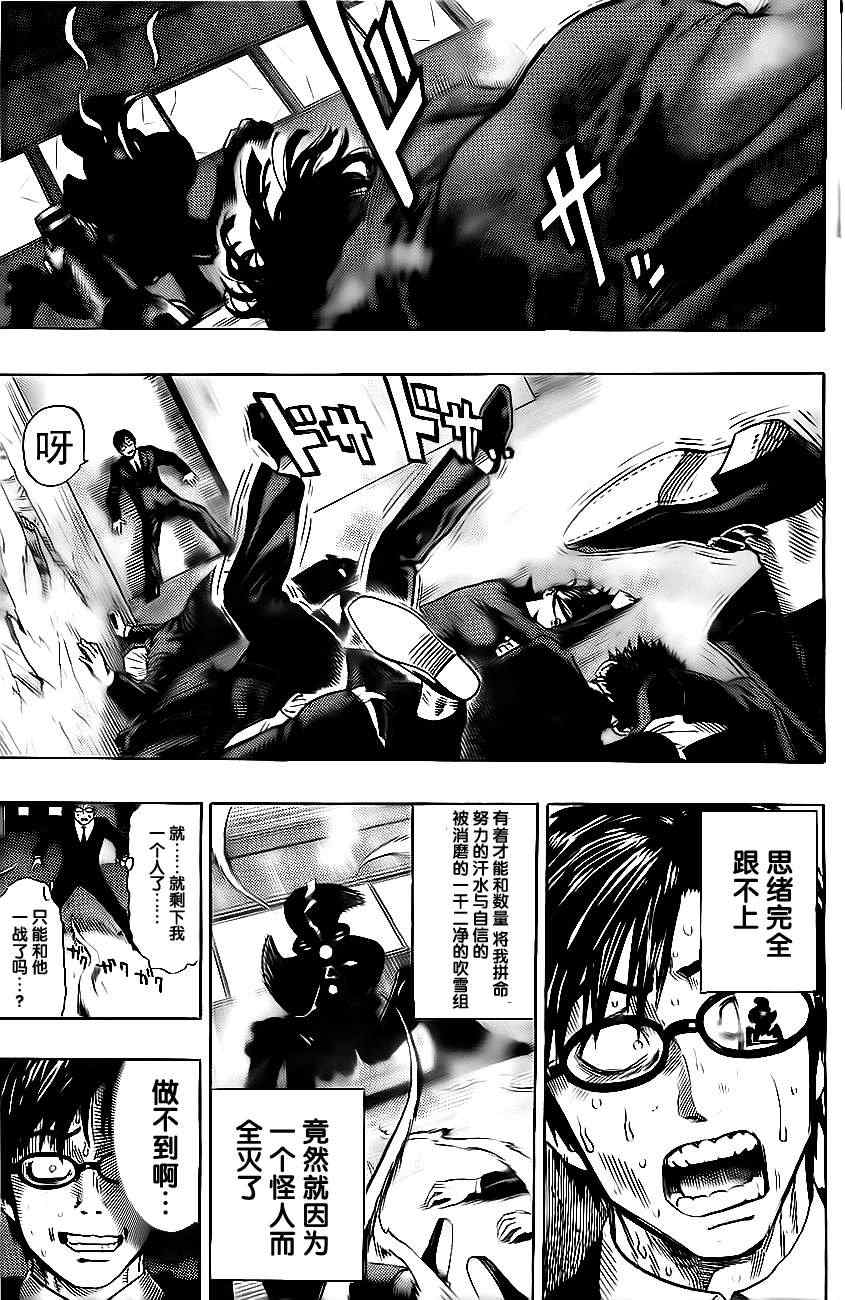 ドサ
呀
ドサ
ドサ
思绪完全
跟不上
有着才能和数量 将我拼命
努力的汗水与自信的
被消磨的 一干二净的吹雪组
竟然就因为
一个怪人而
全灭了
就……就剩下我
一个人了……
只能和他
一战了吗…?
ガク
ガク
做不到啊…